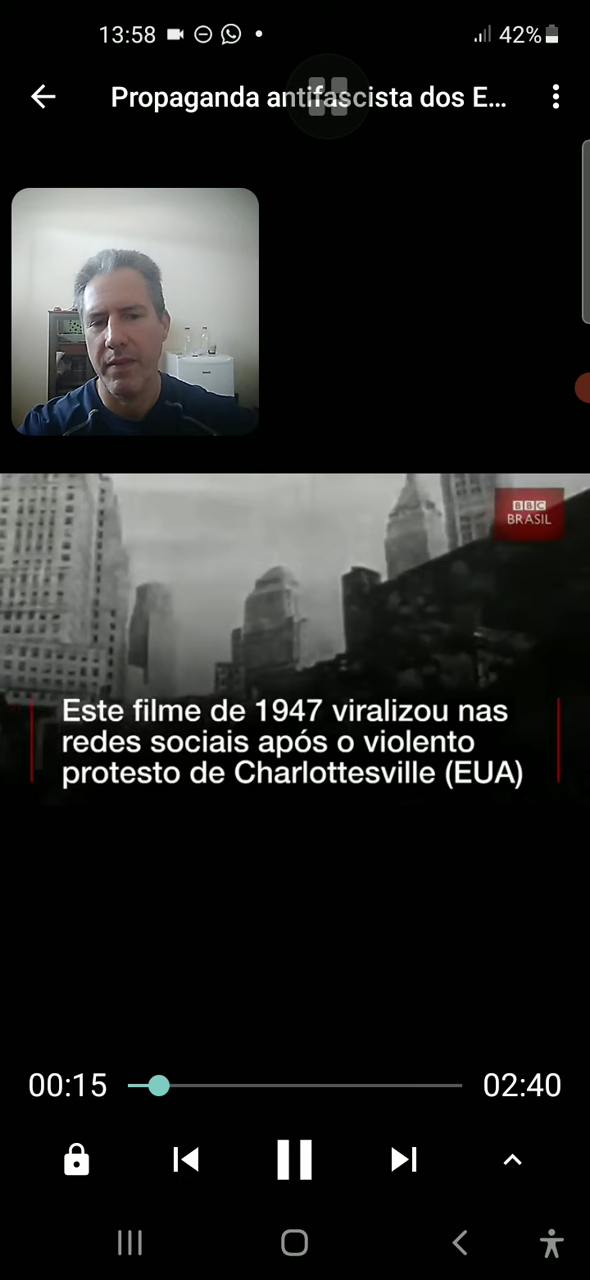 13:58
42%
Propaganda antifascista dos E...
BBC
BRASIL
Este filme de 1947 viralizou nas
redes sociais após o violento
protesto de Charlottesville (EUA)
00:15
02:40